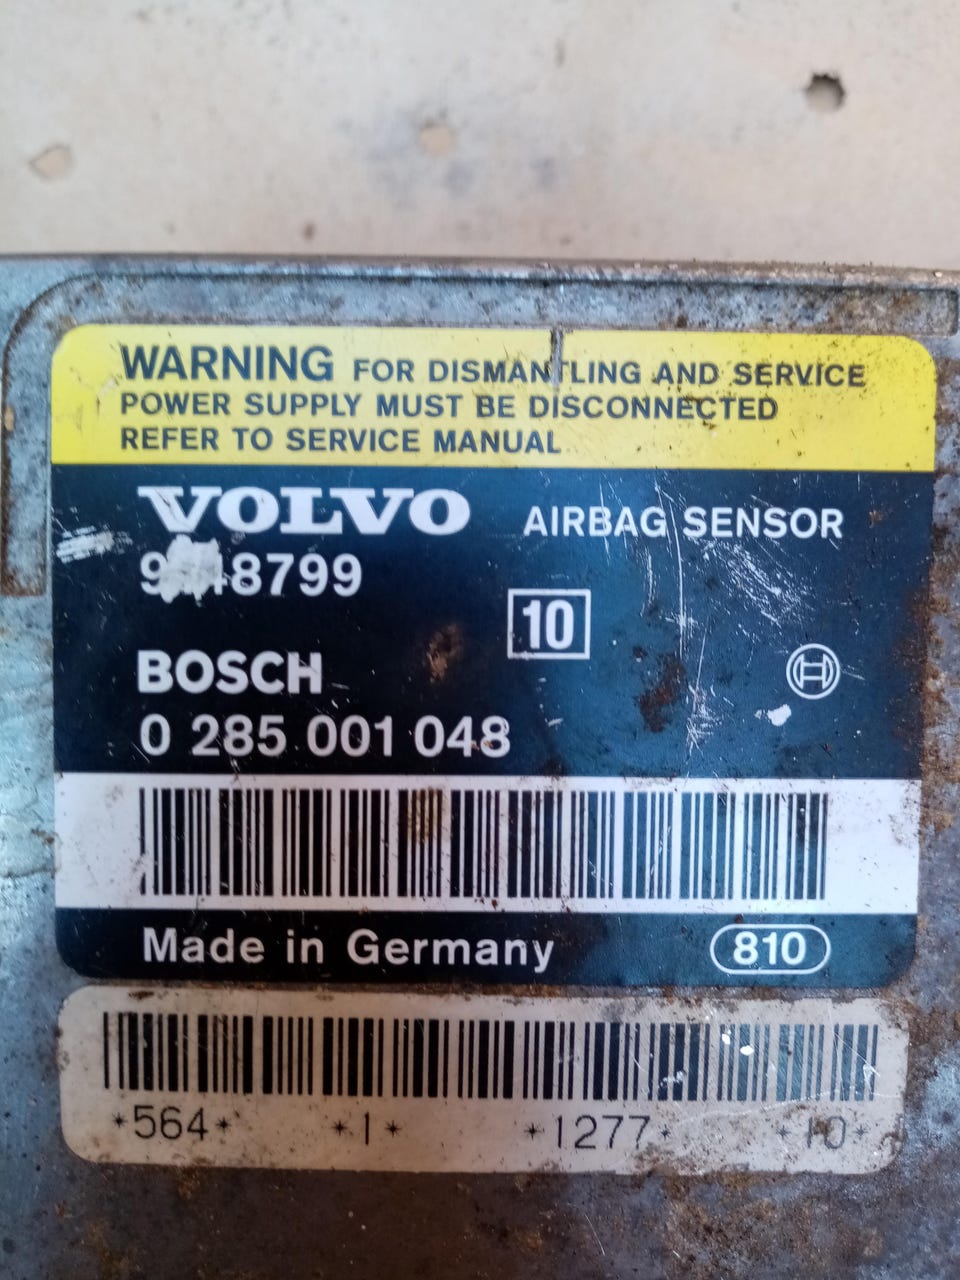 WARNING FOR DISMANTLING AND SERVICE
POWER SUPPLY MUST BE DISCONNECTED
REFER TO SERVICE MANUAL
VOLVO AIRBAG SENSOR
10
BOSCH
0 285 001 048
Made in Germany 810
*564* *1* *1277* *10*